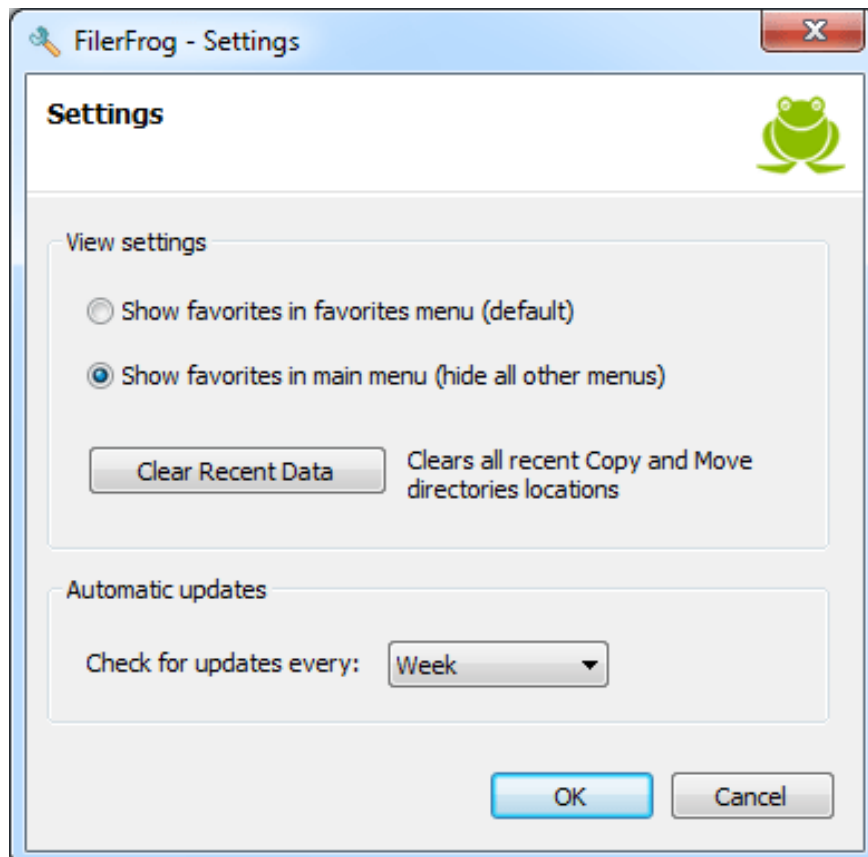 FilerFrog - Settings
Settings
View settings
Show favorites in favorites menu (default)
Show favorites in main menu (hide all other menus)
Clear Recent Data
Clears all recent Copy and Move
directories locations
Automatic updates
Check for updates every: Week
OK Cancel